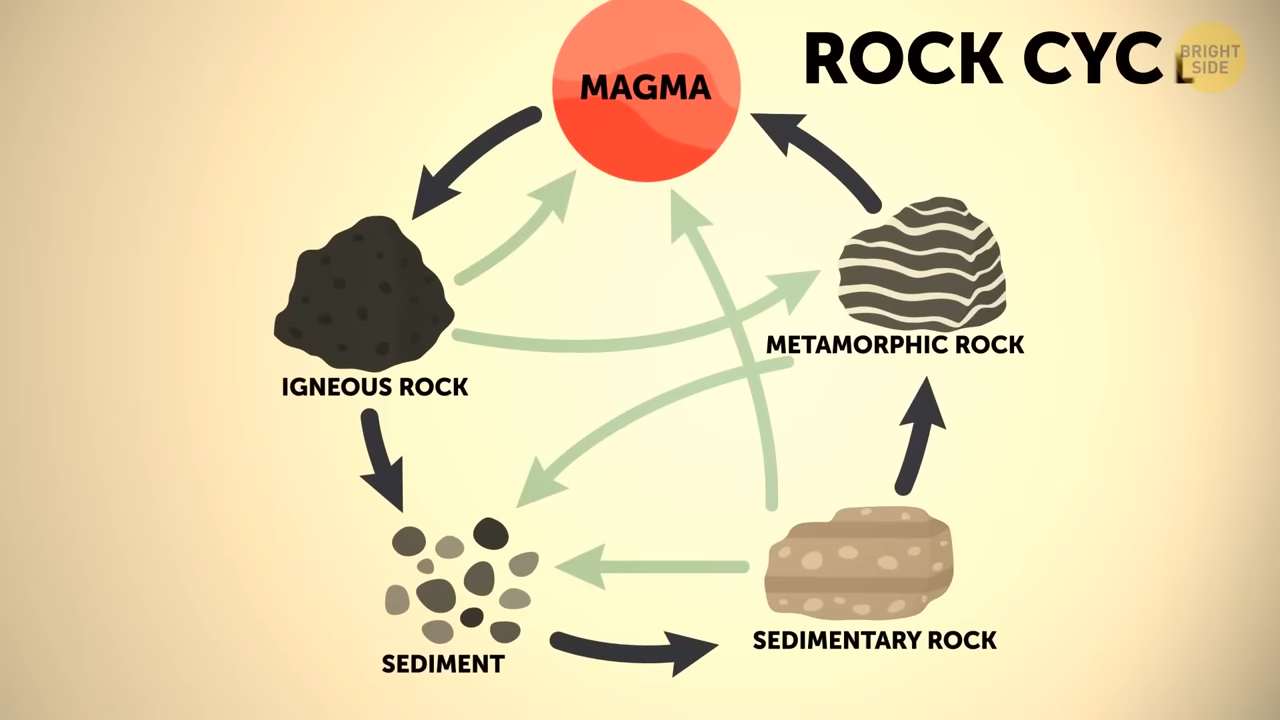 ROCK CYC
BRIGHT
SIDE
MAGMA
METAMORPHIC ROCK
IGNEOUS ROCK
SEDIMENTARY ROCK
SEDIMENT